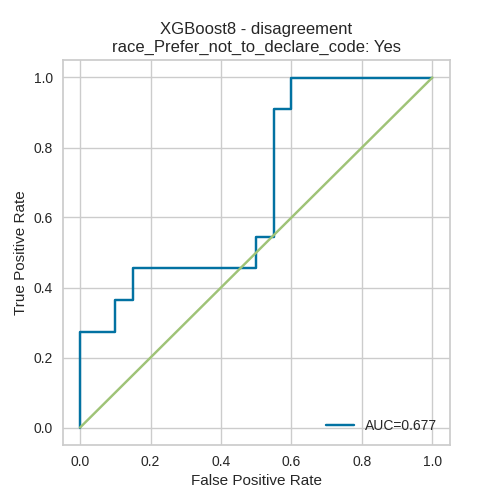 XGBoost8 - disagreement
race_Prefer_not_to_declare_code: Yes
1.0
0.8
0.6
0.4
0.2
0.0
True Positive Rate
AUC=0.677
0.0 0.2 0.4 0.6 0.8 1.0
False Positive Rate